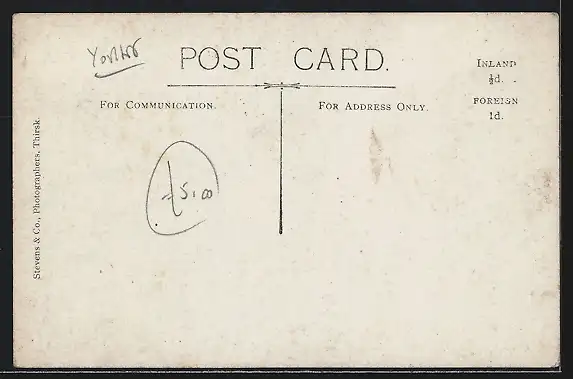 YORKS
POST CARD.
INLAND
½d.
FOREIGN
1d.
FOR COMMUNICATION.
FOR ADDRESS ONLY.
£5.00
Stevens & Co., Photographers, Thirsk.